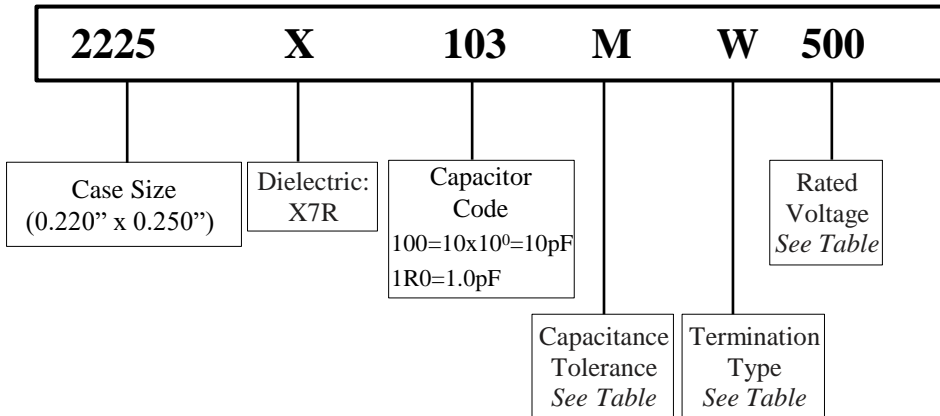 2225 X 103 M W 500
Case Size
(0.220” x 0.250”)
Dielectric:
X7R
Capacitor
Code
100=10x10⁰=10pF
1R0=1.0pF
Rated
Voltage
See Table
Capacitance
Tolerance
See Table
Termination
Type
See Table